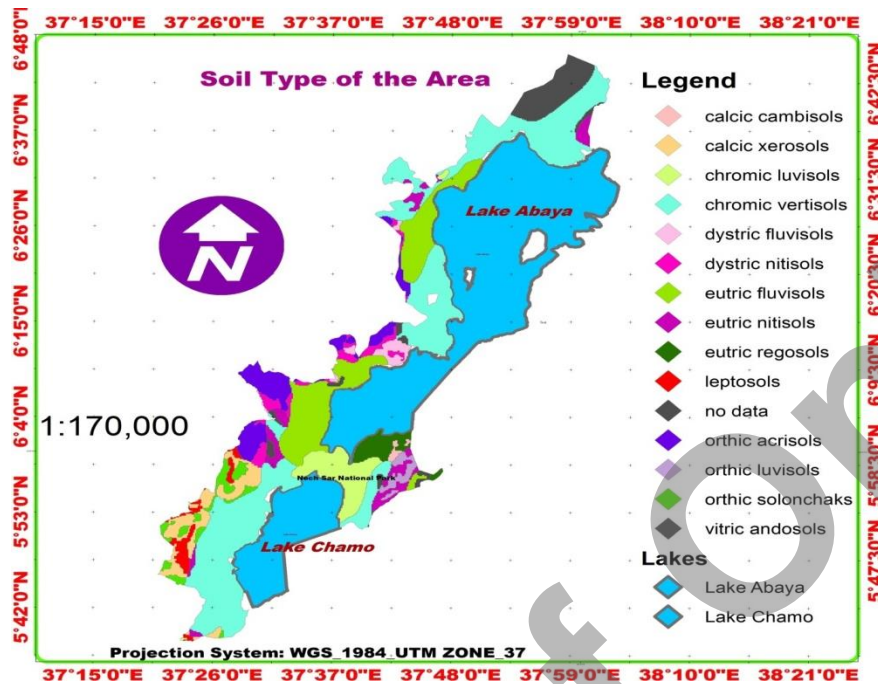 37°15'0"E 37°26'0"E 37°37'0"E 37°48'0"E 37°59'0"E 38°10'0"E 38°21'0"E
6°48'0"N
6°37'0"N
6°26'0"N
6°15'0"N
6°4'0"N
5°53'0"N
5°42'0"N
Soil Type of the Area
N
Lake Abaya
1:170,000
Nech Sar National Park
Lake Chamo
Projection System: WGS_1984_UTM ZONE_37
Legend
calcic cambisols
calcic xerosols
chromic luvisols
chromic vertisols
dystric fluvisols
dystric nitisols
eutric fluvisols
eutric nitisols
eutric regosols
leptosols
no data
orthic acrisols
orthic luvisols
orthic solonchaks
vitric andosols
Lakes
Lake Abaya
Lake Chamo
6°42'30"N
6°31'30"N
6°20'30"N
6°9'30"N
5°58'30"N
5°47'30"N
37°15'0"E 37°26'0"E 37°37'0"E 37°48'0"E 37°59'0"E 38°10'0"E 38°21'0"E
f or